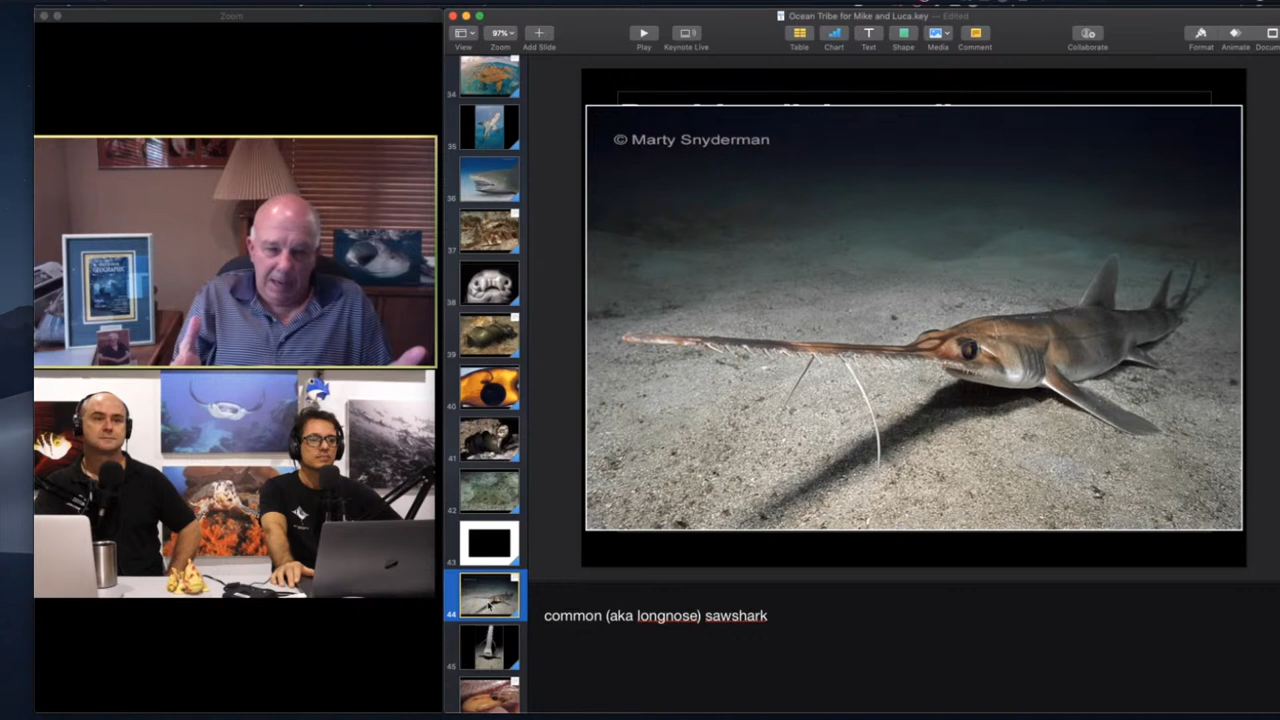 Zoom
Ocean Tribe for Mike and Luca.key — Edited
97%
View
Zoom
Add Slide
Play
Keynote Live
Table
Chart
Text
Shape
Media
Comment
Collaborate
Format
Animate
34
35
36
37
38
39
40
41
42
43
44
45
© Marty Snyderman
GEOGRAPHIC
common (aka longnose) sawshark